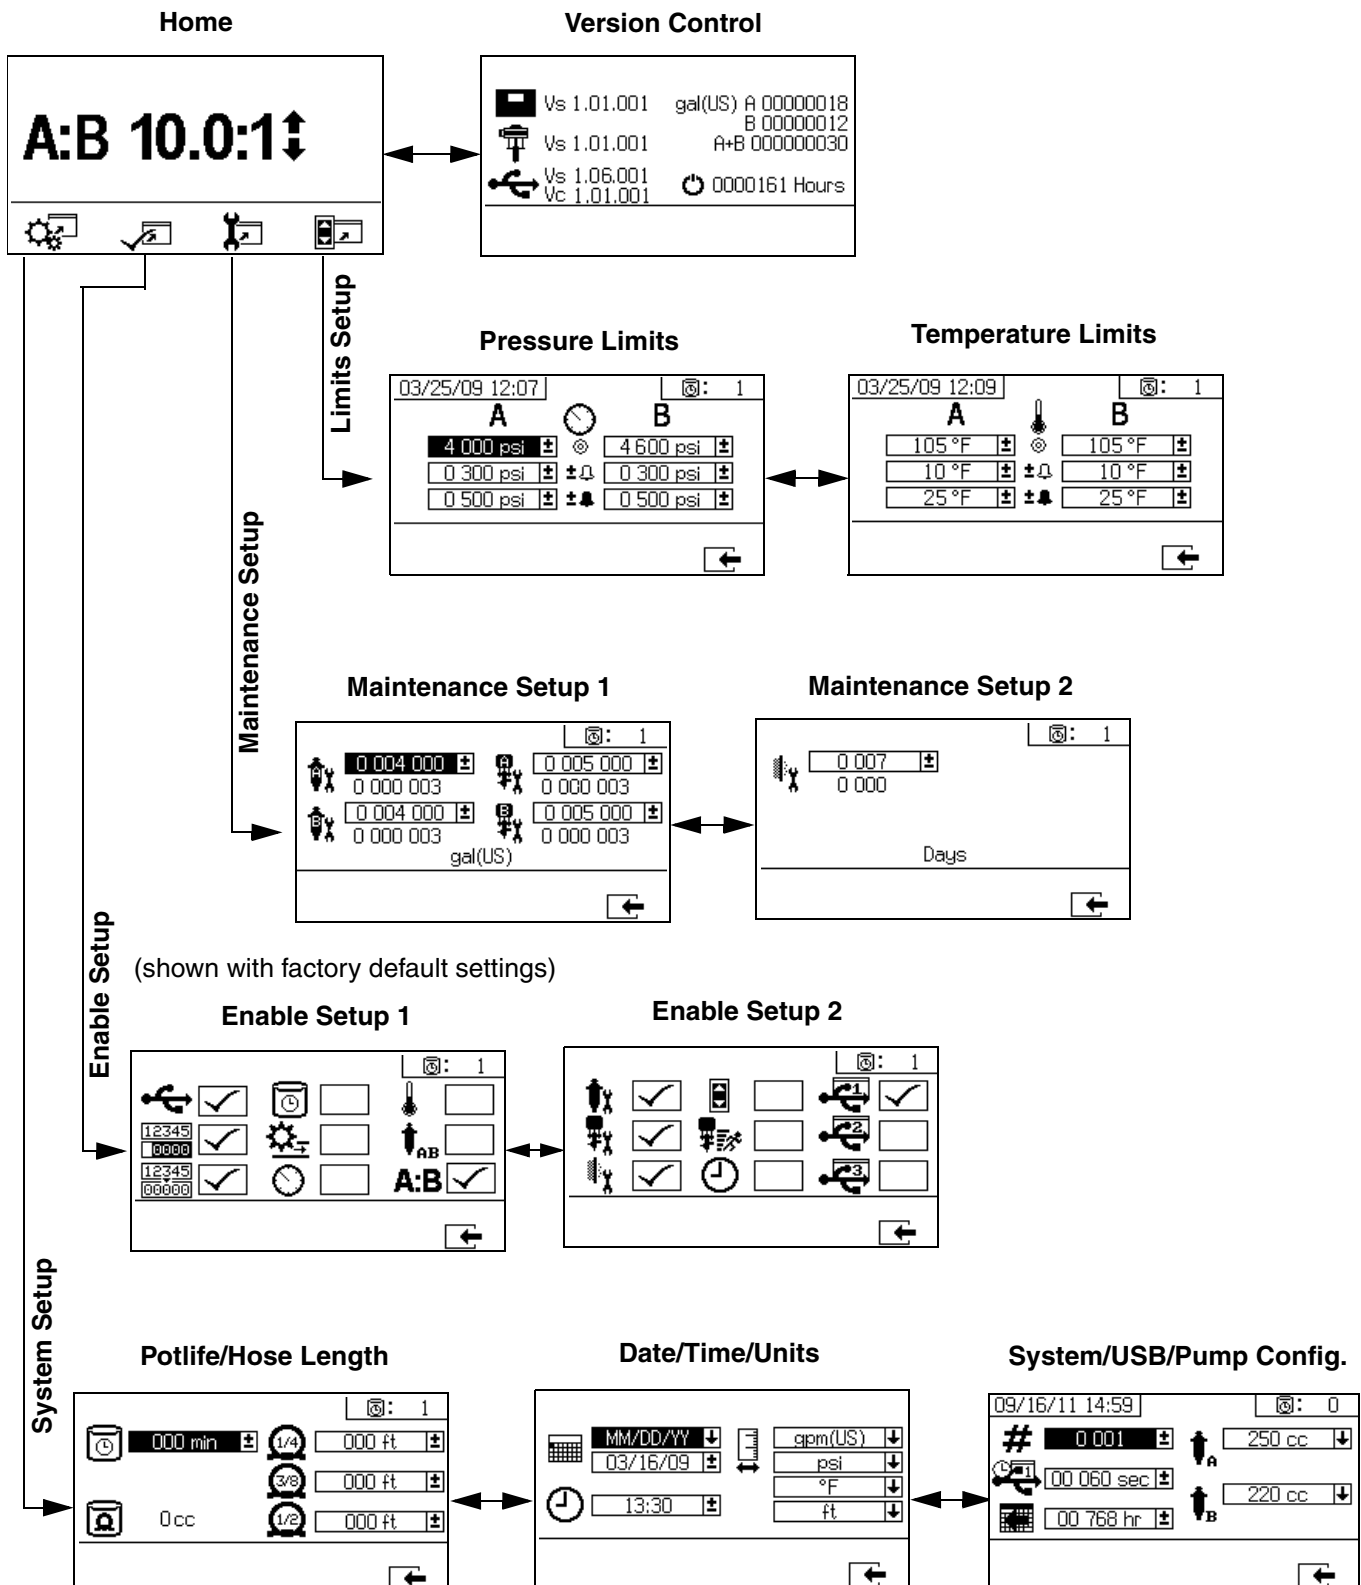 Home
A:B 10.0:1
Version Control
Vs 1.01.001
gal(US) A 00000018
B 00000012
Vs 1.01.001
A+B 000000030
Vs 1.06.001
Vc 1.01.001
0000161 Hours
Limits Setup
Pressure Limits
03/25/09 12:07
: 1
A B
4 000 psi
4 600 psi
0 300 psi
0 300 psi
0 500 psi
0 500 psi
Temperature Limits
03/25/09 12:09
: 1
A B
105 °F
105 °F
10 °F
10 °F
25 °F
25 °F
Maintenance Setup
Maintenance Setup 1
: 1
A
0 004 000
A
0 005 000
0 000 003
0 000 003
B
0 004 000
B
0 005 000
0 000 003
0 000 003
gal(US)
Maintenance Setup 2
: 1
0 007
0 000
Days
Enable Setup
(shown with factory default settings)
Enable Setup 1
: 1
12345
0000
AB
12345
00000
A:B
Enable Setup 2
: 1
1
2
3
System Setup
Potlife/Hose Length
: 1
000 min
1/4
000 ft
3/8
000 ft
0 cc
1/2
000 ft
Date/Time/Units
MM/DD/YY
gpm(US)
03/16/09
psi
°F
13:30
ft
System/USB/Pump Config.
09/16/11 14:59
: 0
#
0 001
A
250 cc
1
00 060 sec
B
220 cc
00 768 hr